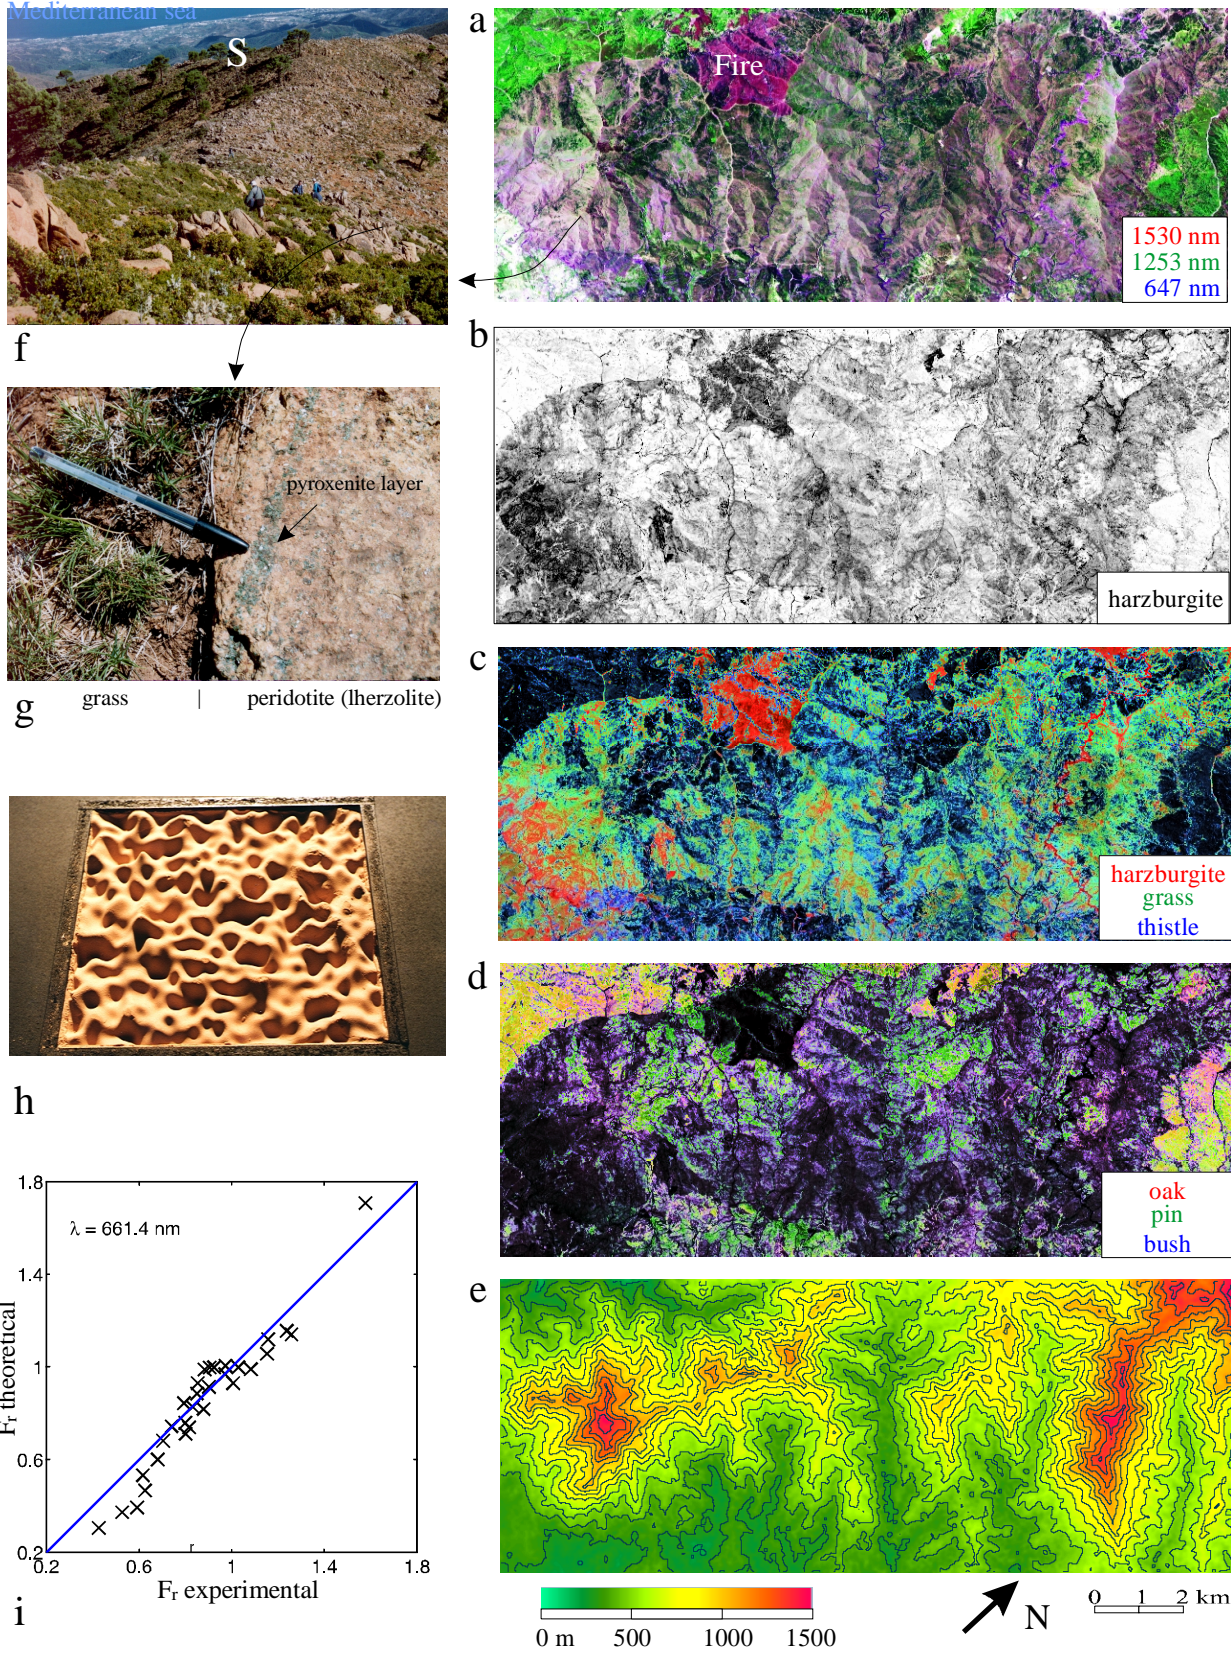 Mediterranean sea
S
f
pyroxenite layer
grass | peridotite (lherzolite)
g
h
1.8
1.4
1
0.6
0.2
λ = 661.4 nm
Fr theoretical
0.2 0.6 1 1.4 1.8
r
Fr experimental
i
a
Fire
1530 nm
1253 nm
647 nm
b
harzburgite
c
harzburgite
grass
thistle
d
oak
pin
bush
e
0 m 500 1000 1500
N
0 1 2 km